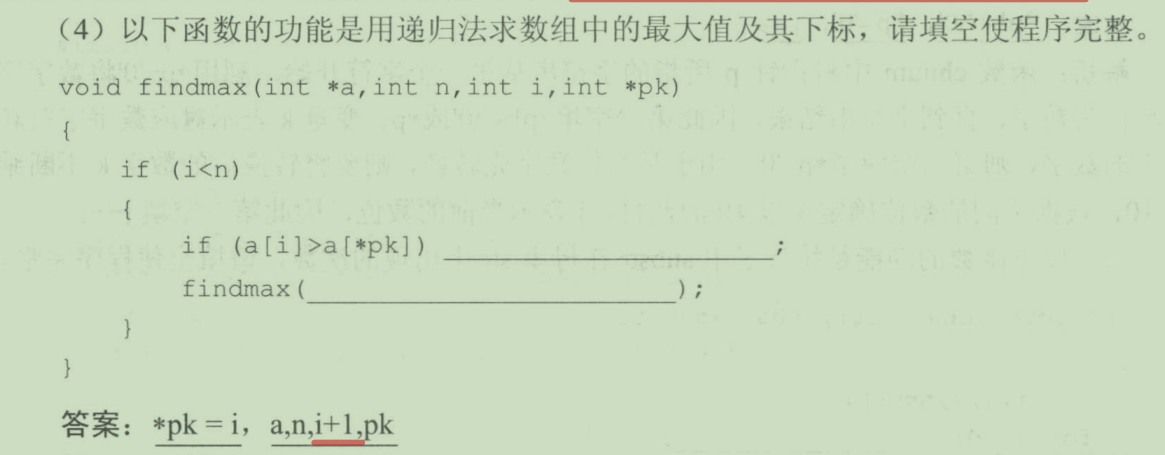 （4）以下函数的功能是用递归法求数组中的最大值及其下标，请填空使程序完整。
void findmax(int *a,int n,int i,int *pk)
{
if (i<n)
{
if (a[i]>a[*pk]) ______________________;
findmax(______________________);
}
}
答案：*pk = i，a,n,i+1,pk